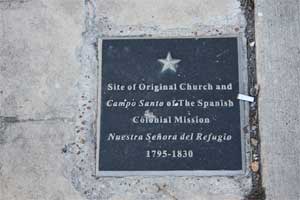 Site of Original Church and
Campo Santo of The Spanish
Colonial Mission
Nuestra Señora del Refugio
1795-1830